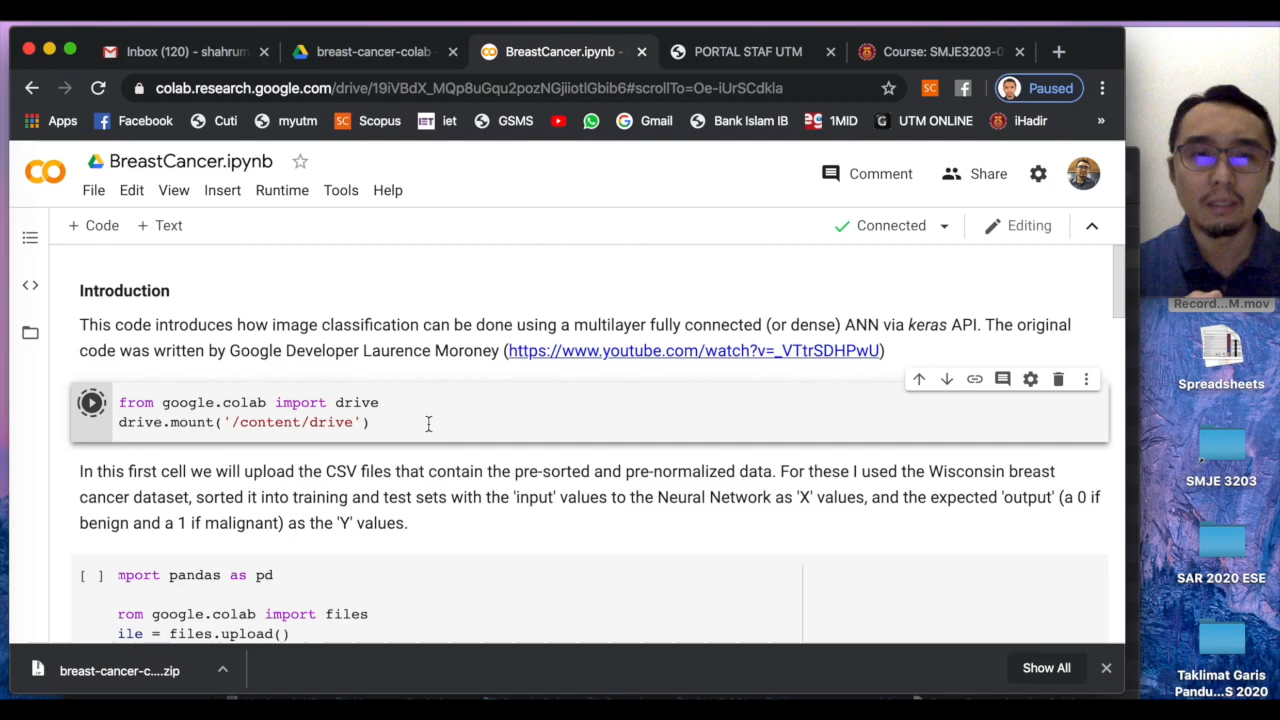 Inbox (120) - shahrum
breast-cancer-colab
BreastCancer.ipynb -
PORTAL STAF UTM
Course: SMJE3203-0
colab.research.google.com/drive/19iVBdX_MQp8uGqu2pozNGjiiotlGbib6#scrollTo=Oe-iUrSCdkla
SC
Paused
Apps
Facebook
Cuti
myutm
SC
Scopus
IET
iet
GSMS
Gmail
Bank Islam IB
1MID
UTM ONLINE
iHadir
»
BreastCancer.ipynb
File Edit View Insert Runtime Tools Help
Comment
Share
+ Code + Text
Connected
Editing
Introduction
This code introduces how image classification can be done using a multilayer fully connected (or dense) ANN via keras API. The original
code was written by Google Developer Laurence Moroney (https://www.youtube.com/watch?v=_VTtrSDHPwU)
from google.colab import drive
drive.mount('/content/drive')
In this first cell we will upload the CSV files that contain the pre-sorted and pre-normalized data. For these I used the Wisconsin breast
cancer dataset, sorted it into training and test sets with the 'input' values to the Neural Network as 'X' values, and the expected 'output' (a 0 if
benign and a 1 if malignant) as the 'Y' values.
[ ] mport pandas as pd
rom google.colab import files
ile = files.upload()
breast-cancer-c....zip
Show All
Record...M.mov
Spreadsheets
SMJE 3203
SAR 2020 ESE
Taklimat Garis
Pandu...S 2020